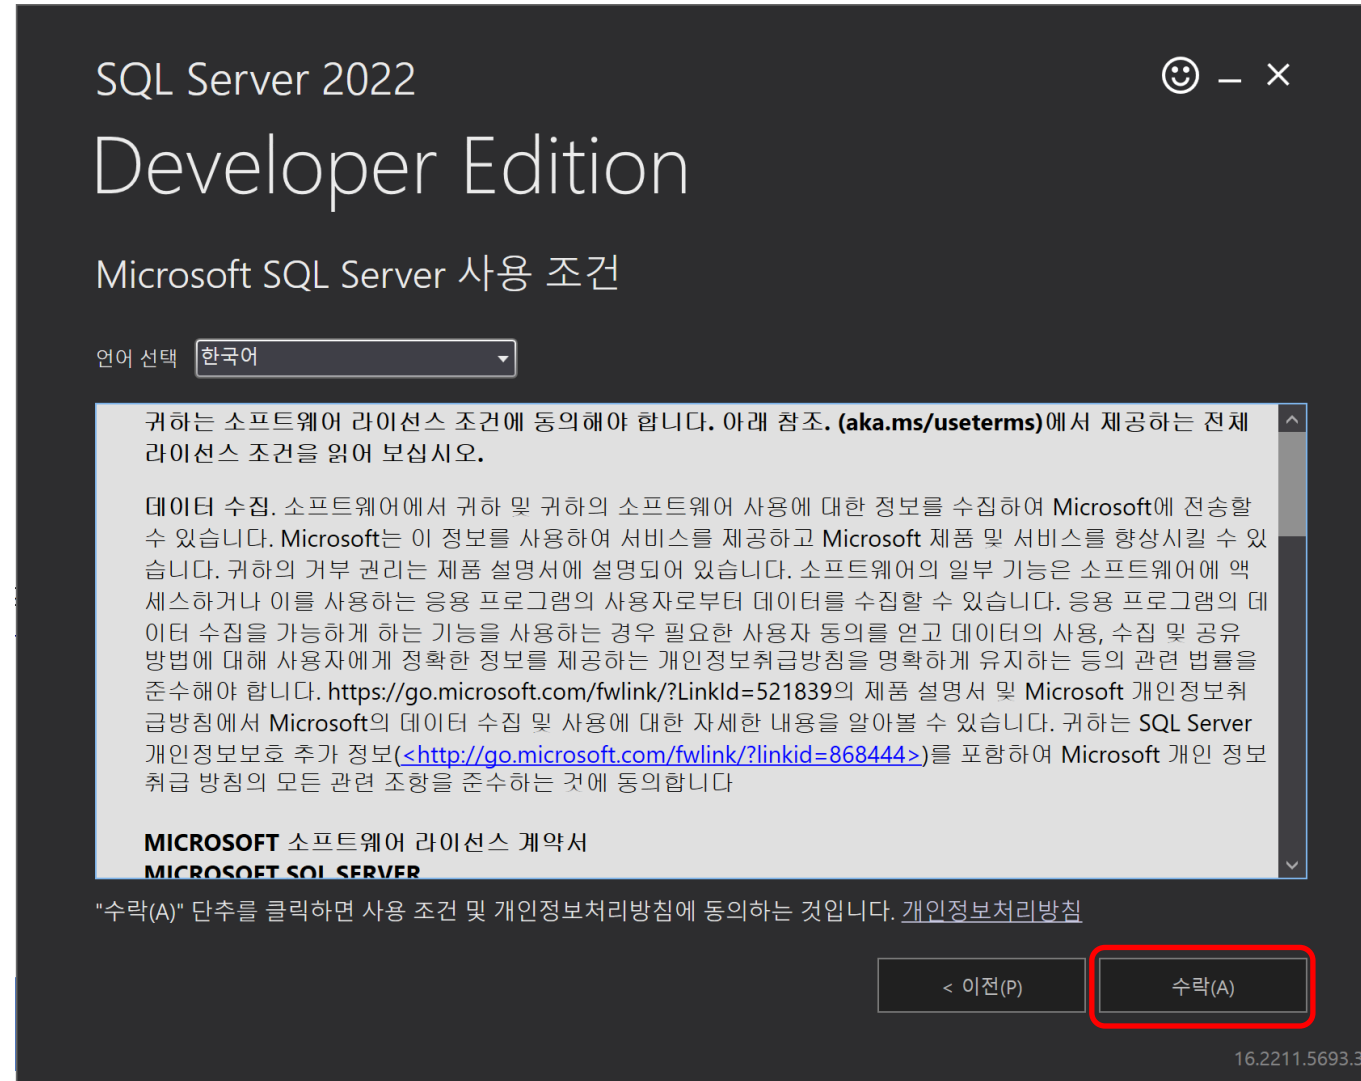 SQL Server 2022
Developer Edition
Microsoft SQL Server 사용 조건
언어 선택 한국어
귀하는 소프트웨어 라이선스 조건에 동의해야 합니다. 아래 참조. (aka.ms/useterms)에서 제공하는 전체
라이선스 조건을 읽어 보십시오.
데이터 수집. 소프트웨어에서 귀하 및 귀하의 소프트웨어 사용에 대한 정보를 수집하여 Microsoft에 전송할
수 있습니다. Microsoft는 이 정보를 사용하여 서비스를 제공하고 Microsoft 제품 및 서비스를 향상시킬 수 있
습니다. 귀하의 거부 권리는 제품 설명서에 설명되어 있습니다. 소프트웨어의 일부 기능은 소프트웨어에 액
세스하거나 이를 사용하는 응용 프로그램의 사용자로부터 데이터를 수집할 수 있습니다. 응용 프로그램의 데
이터 수집을 가능하게 하는 기능을 사용하는 경우 필요한 사용자 동의를 얻고 데이터의 사용, 수집 및 공유
방법에 대해 사용자에게 정확한 정보를 제공하는 개인정보취급방침을 명확하게 유지하는 등의 관련 법률을
준수해야 합니다. https://go.microsoft.com/fwlink/?LinkId=521839의 제품 설명서 및 Microsoft 개인정보취
급방침에서 Microsoft의 데이터 수집 및 사용에 대한 자세한 내용을 알아볼 수 있습니다. 귀하는 SQL Server
개인정보보호 추가 정보(<http://go.microsoft.com/fwlink/?linkid=868444>)를 포함하여 Microsoft 개인 정보
취급 방침의 모든 관련 조항을 준수하는 것에 동의합니다
MICROSOFT 소프트웨어 라이선스 계약서
MICROSOFT SQL SERVER
"수락(A)" 단추를 클릭하면 사용 조건 및 개인정보처리방침에 동의하는 것입니다. 개인정보처리방침
< 이전(P)
수락(A)
16.2211.5693.3